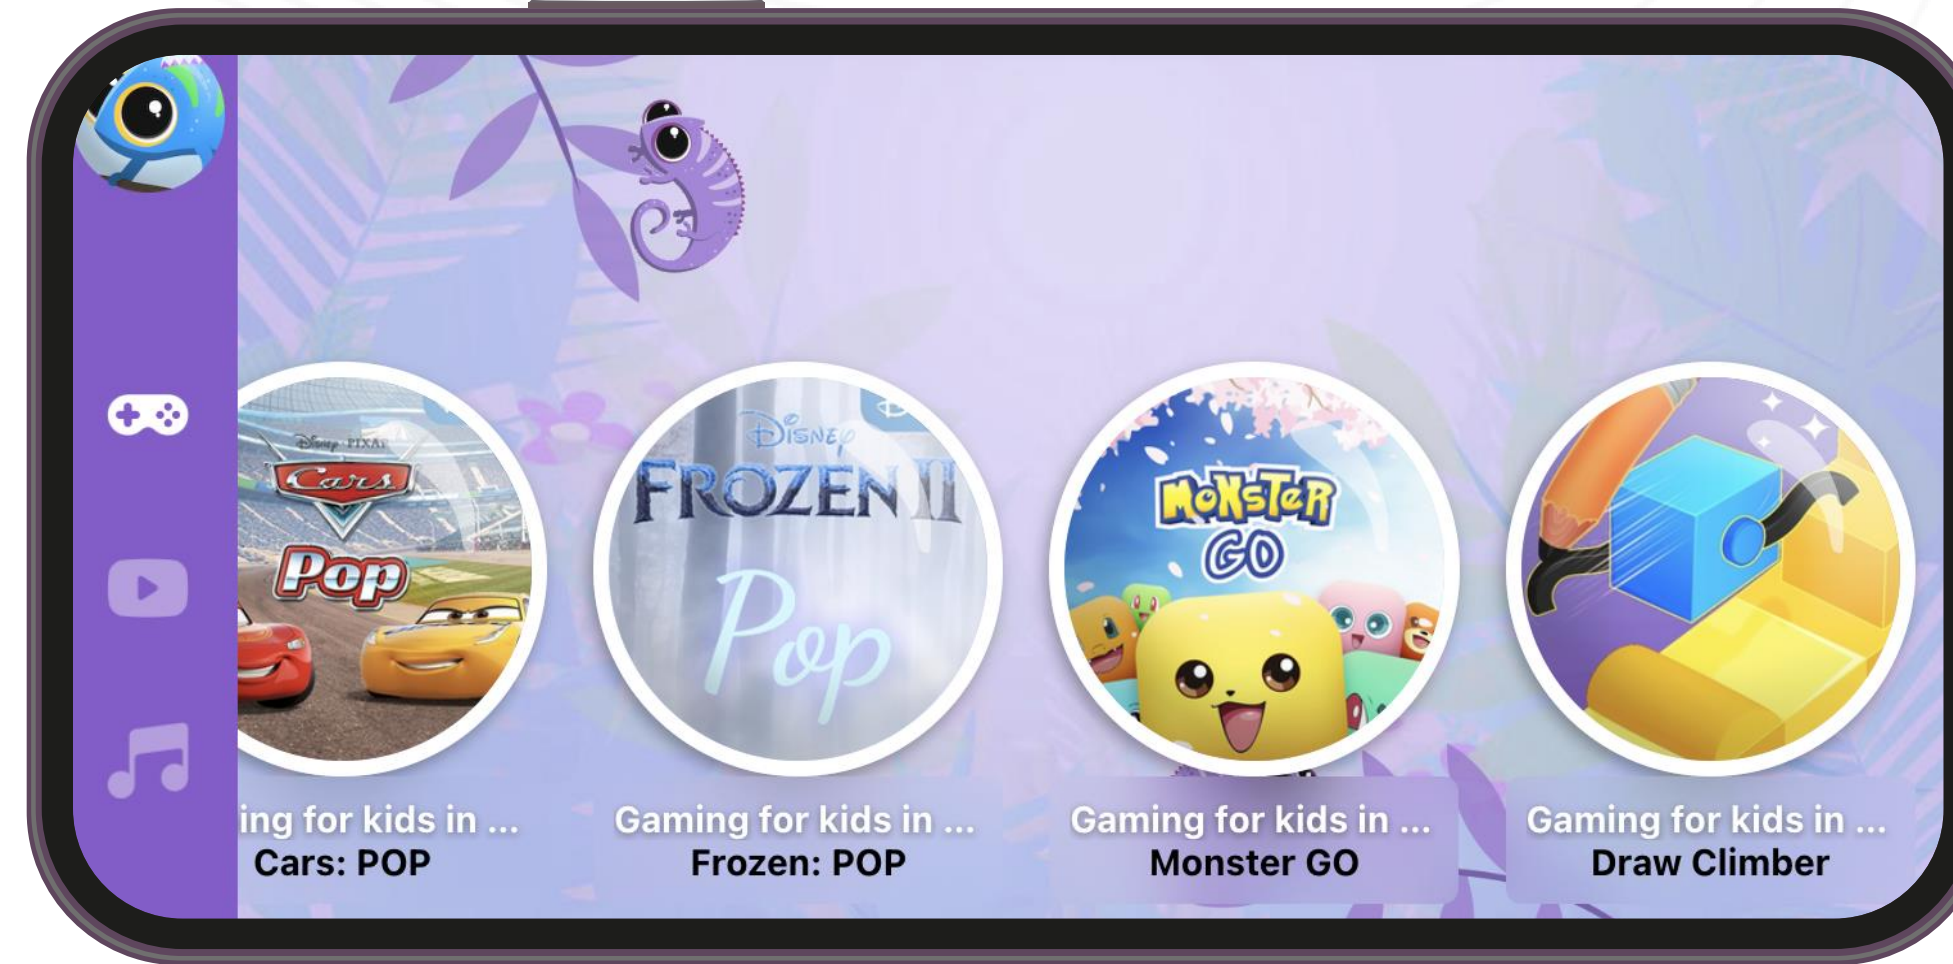 Disney · PIXAR
Cars
Pop
ing for kids in ...
Cars: POP
Disney
FROZEN II
Pop
Gaming for kids in ...
Frozen: POP
MONSTER
GO
Gaming for kids in ...
Monster GO
Gaming for kids in ...
Draw Climber